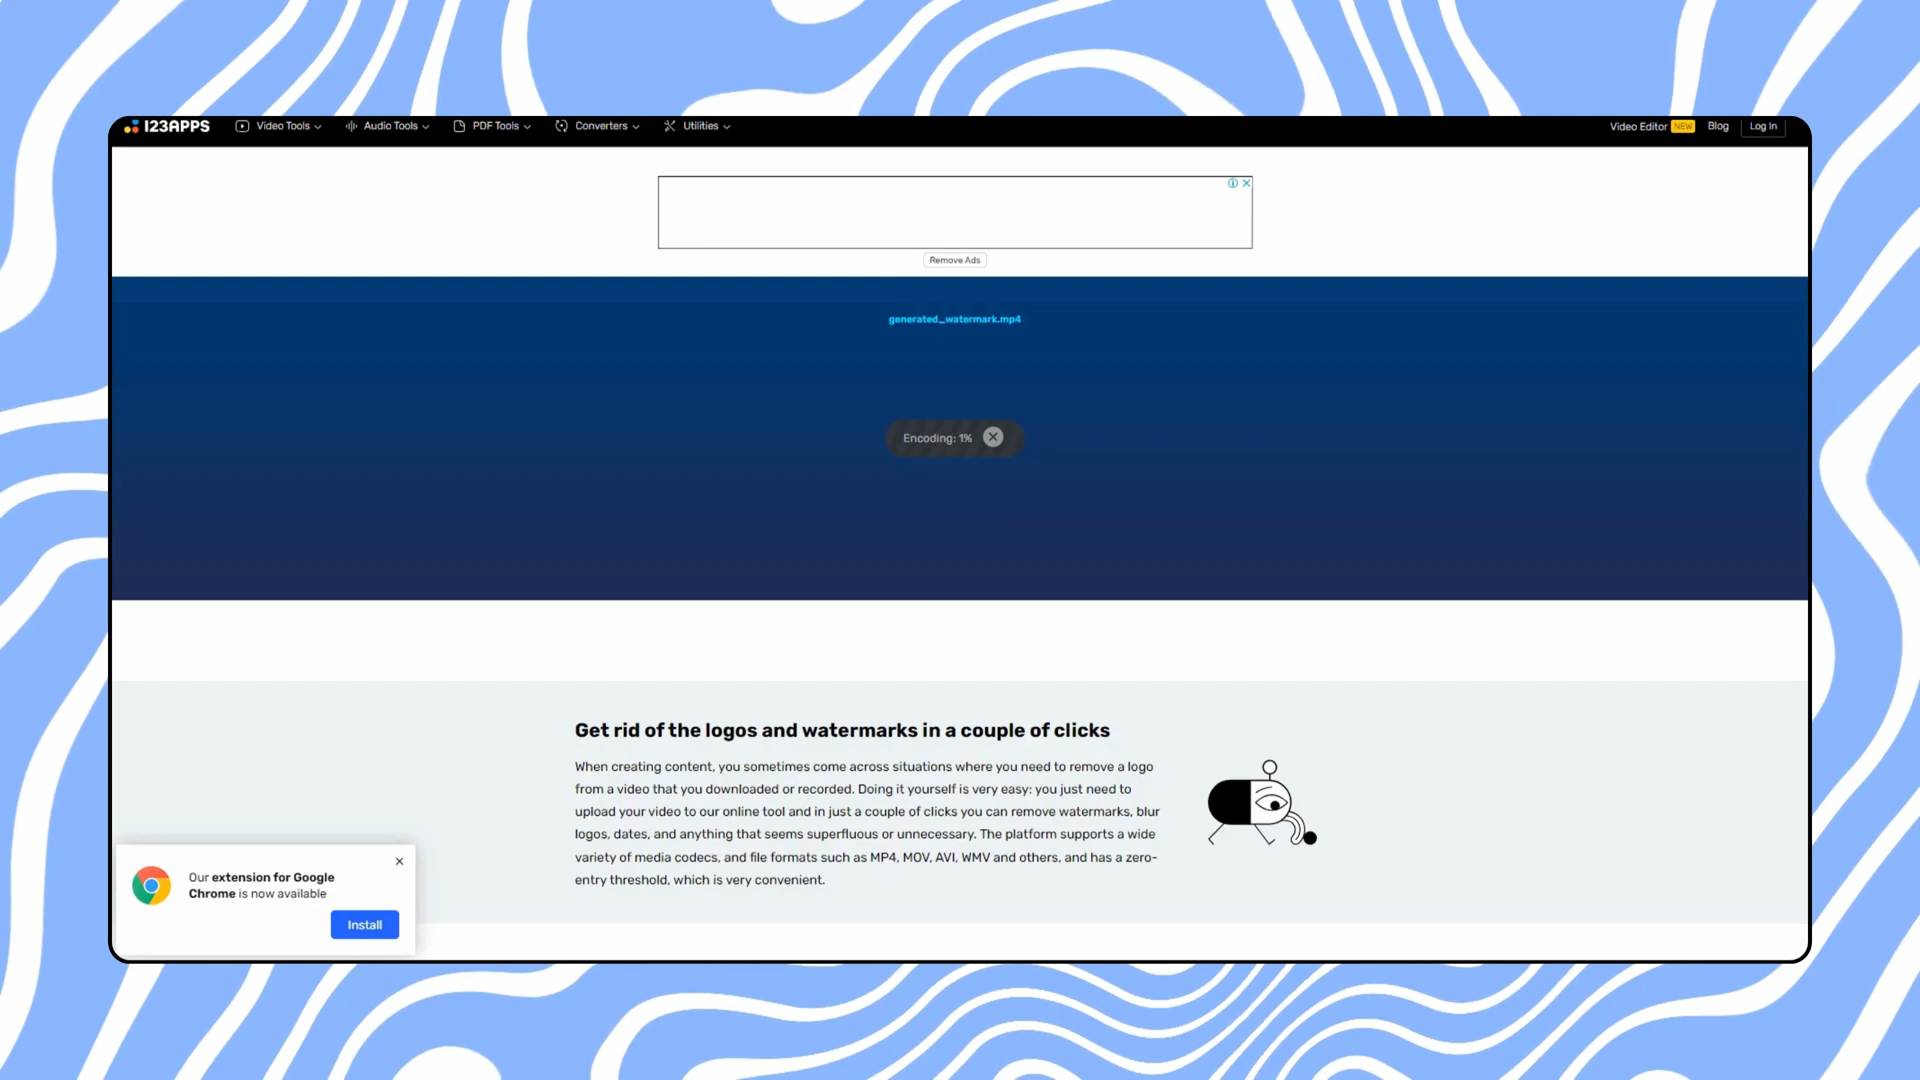 123APPS
Video Tools
Audio Tools
PDF Tools
Converters
Utilities
Video Editor NEW
Blog
Log In
Remove Ads
generated_watermark.mp4
Encoding: 1%
Get rid of the logos and watermarks in a couple of clicks
When creating content, you sometimes come across situations where you need to remove a logo
from a video that you downloaded or recorded. Doing it yourself is very easy: you just need to
upload your video to our online tool and in just a couple of clicks you can remove watermarks, blur
logos, dates, and anything that seems superfluous or unnecessary. The platform supports a wide
variety of media codecs, and file formats such as MP4, MOV, AVI, WMV and others, and has a zero-
entry threshold, which is very convenient.
Our extension for Google
Chrome is now available
Install